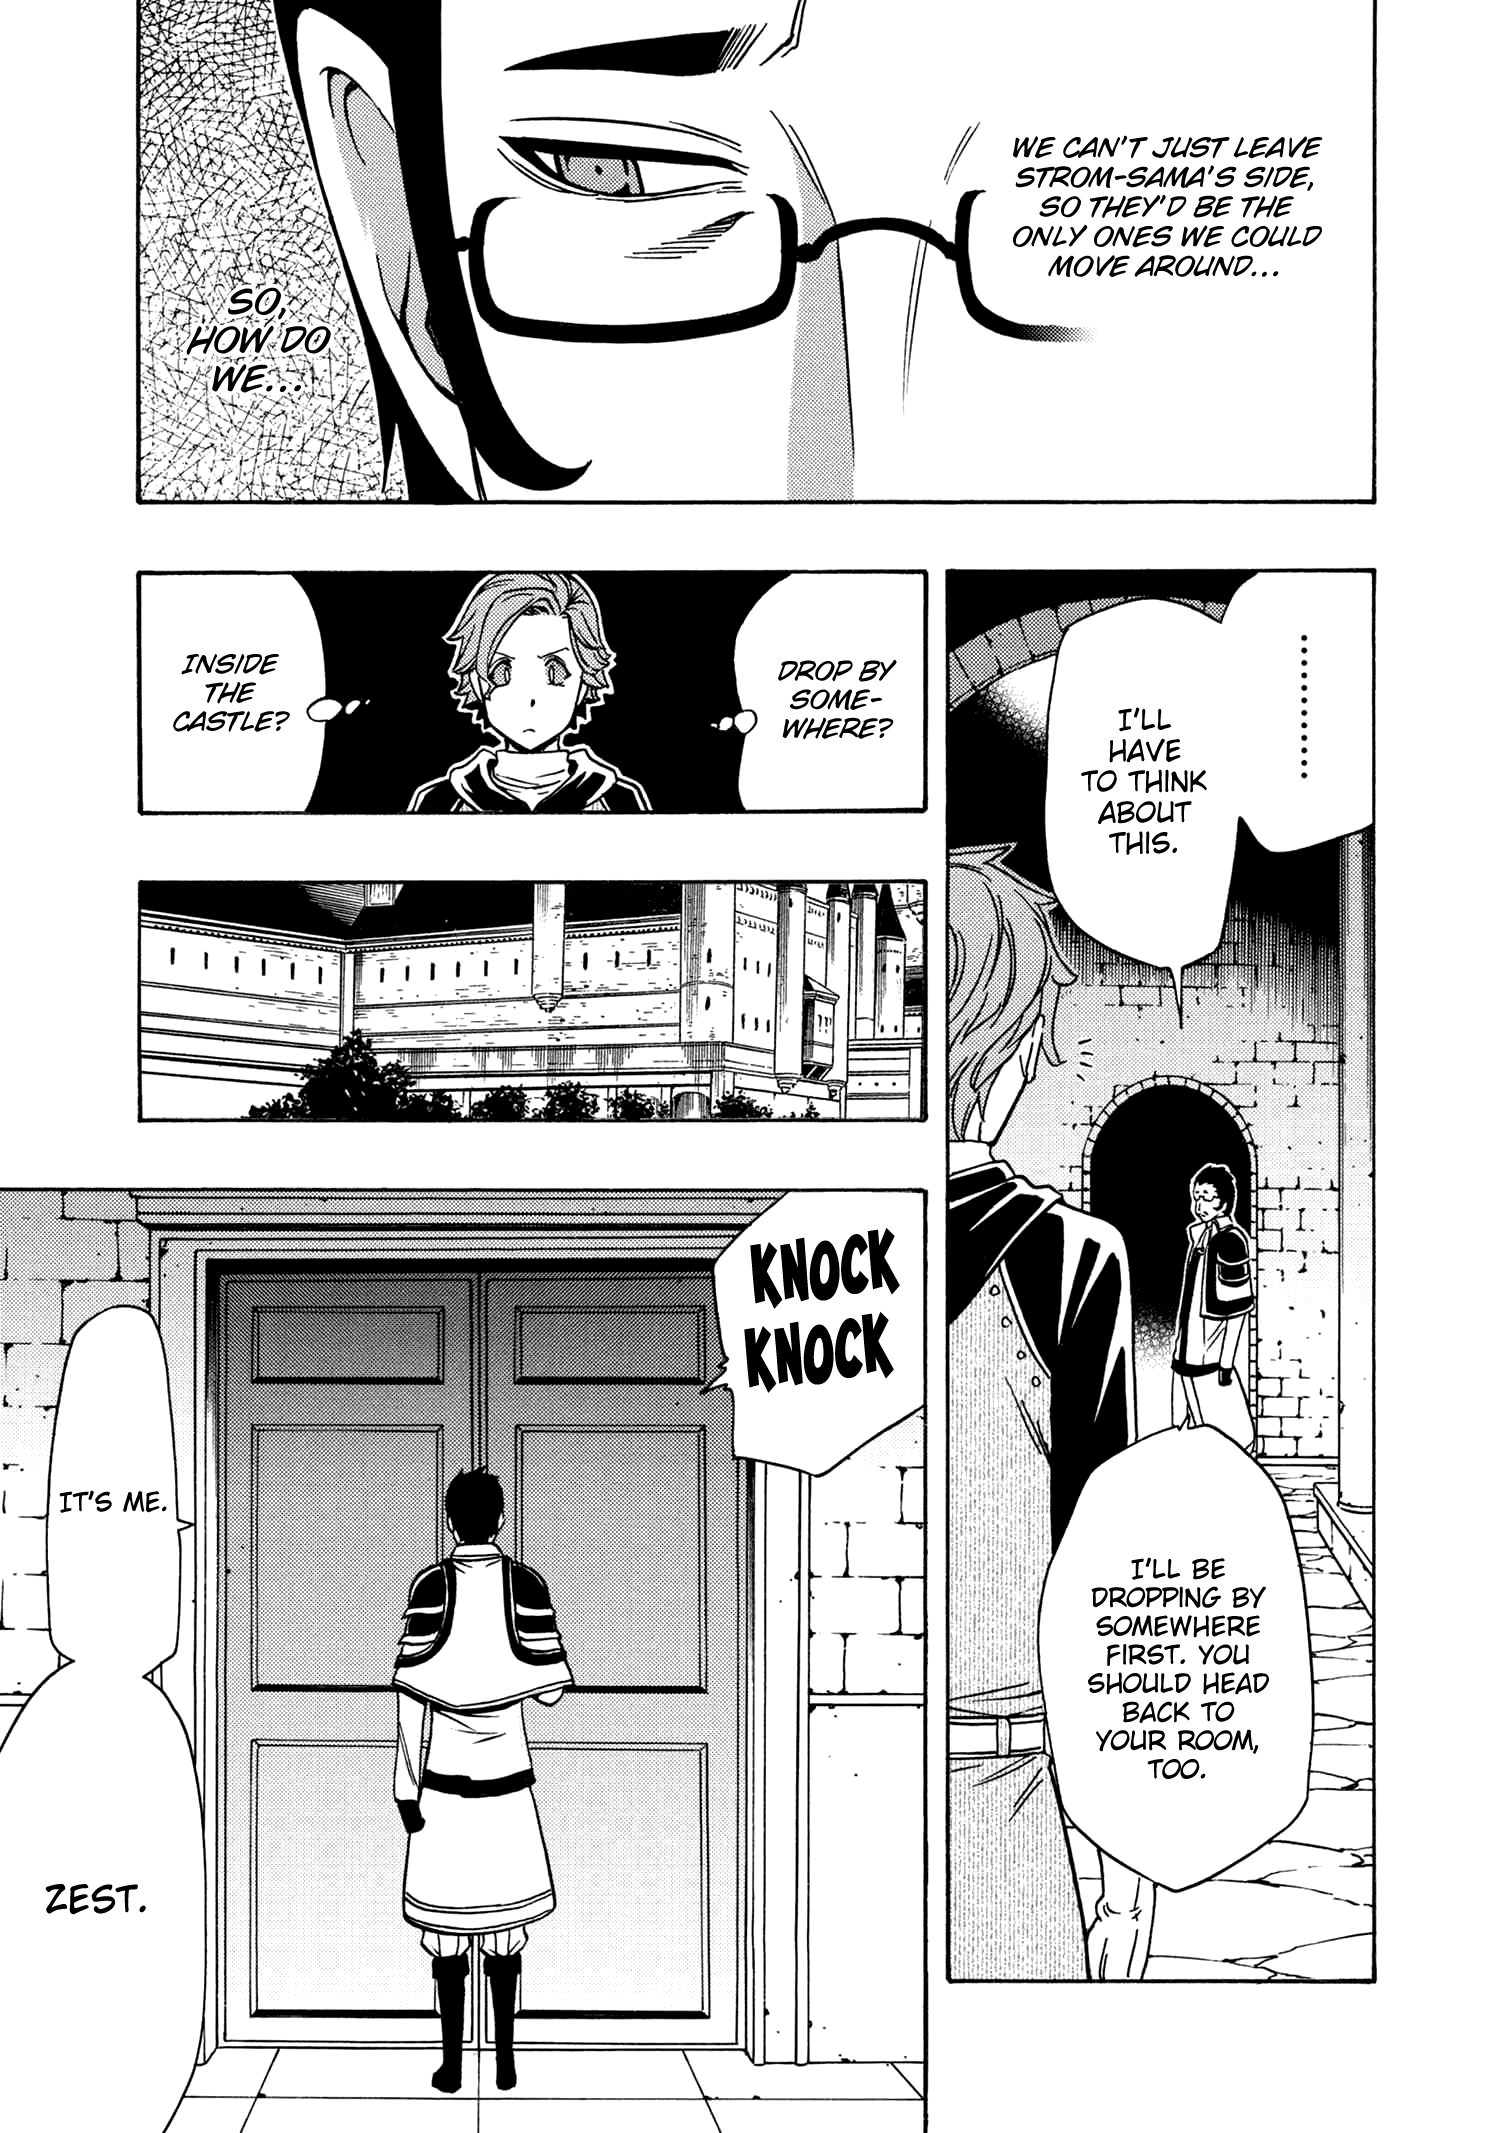 WE CAN'T JUST LEAVE
STROM-SAMA'S SIDE,
SO THEY'D BE THE
ONLY ONES WE COULD
MOVE AROUND...
SO,
HOW DO
WE...
..........
I'LL
HAVE
TO THINK
ABOUT
THIS.
I'LL BE
DROPPING BY
SOMEWHERE
FIRST. YOU
SHOULD HEAD
BACK TO
YOUR ROOM,
TOO.
DROP BY
SOME-
WHERE?
INSIDE
THE
CASTLE?
KNOCK
KNOCK
IT'S ME.
ZEST.